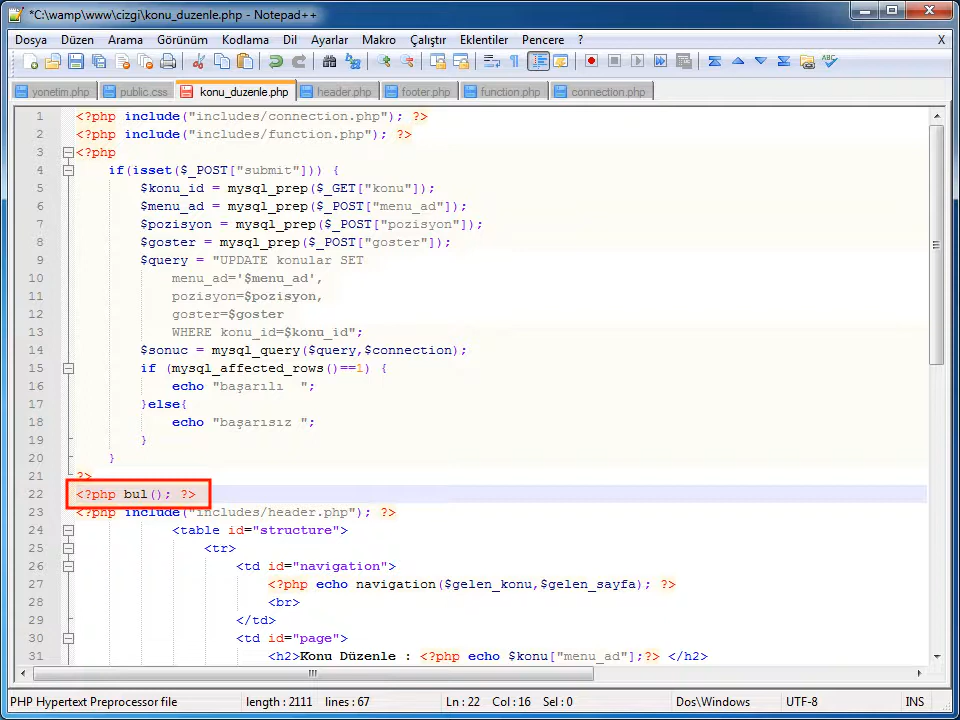 *C:\wamp\www\cizgi\konu_duzenle.php - Notepad++
Dosya Düzen Arama Görünüm Kodlama Dil Ayarlar Makro Çalıştır Eklentiler Pencere ? X
yonetim.php public.css konu_duzenle.php header.php footer.php function.php connection.php
1 <?php include("includes/connection.php"); ?>
2 <?php include("includes/function.php"); ?>
3 <?php
4 if(isset($_POST["submit"])) {
5 $konu_id = mysql_prep($_GET["konu"]);
6 $menu_ad = mysql_prep($_POST["menu_ad"]);
7 $pozisyon = mysql_prep($_POST["pozisyon"]);
8 $goster = mysql_prep($_POST["goster"]);
9 $query = "UPDATE konular SET
10 menu_ad='$menu_ad',
11 pozisyon=$pozisyon,
12 goster=$goster
13 WHERE konu_id=$konu_id";
14 $sonuc = mysql_query($query,$connection);
15 if (mysql_affected_rows()==1) {
16 echo "başarılı  ";
17 }else{
18 echo "başarısız ";
19 }
20 }
21 ?>
22 <?php bul(); ?>
23 <?php include("includes/header.php"); ?>
24 <table id="structure">
25 <tr>
26 <td id="navigation">
27 <?php echo navigation($gelen_konu,$gelen_sayfa); ?>
28 <br>
29 </td>
30 <td id="page">
31 <h2>Konu Düzenle : <?php echo $konu["menu_ad"];?> </h2>
PHP Hypertext Preprocessor file length : 2111 lines : 67 Ln : 22 Col : 16 Sel : 0 Dos\Windows UTF-8 INS